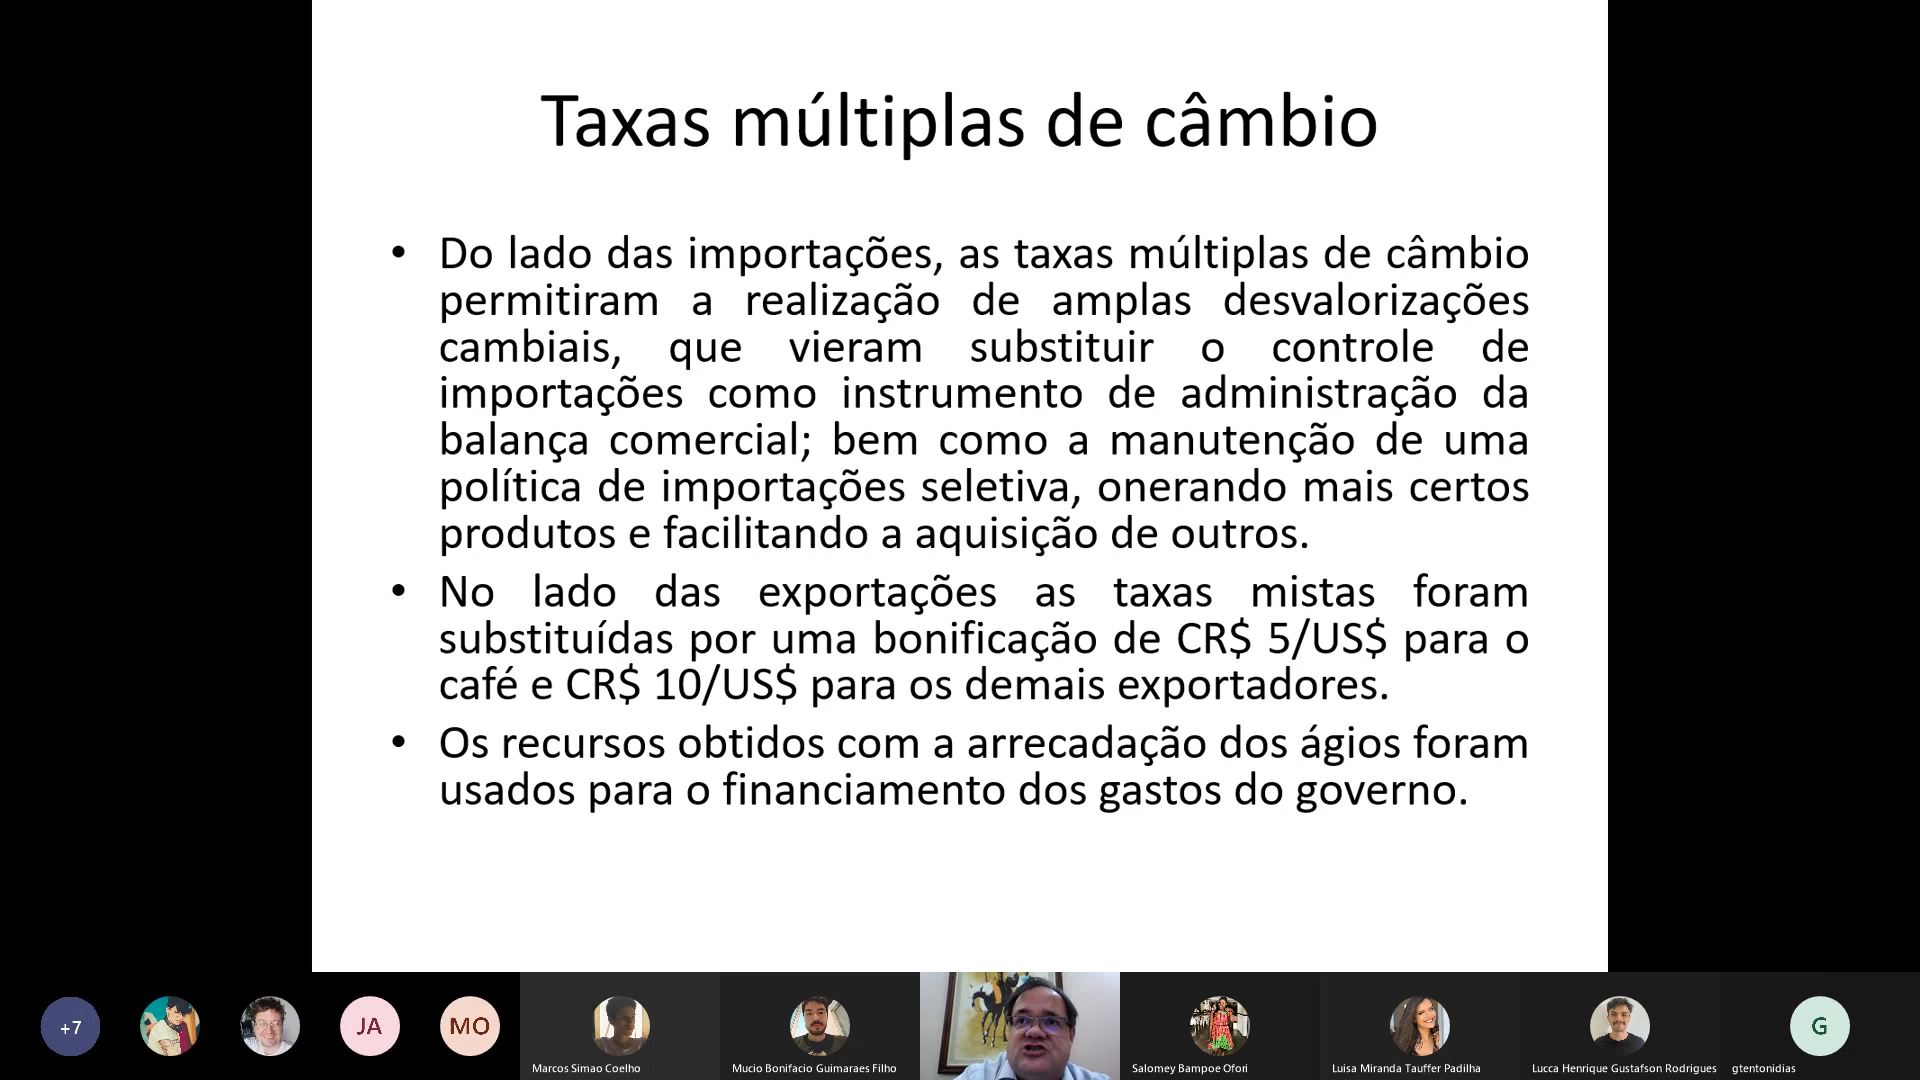 Taxas múltiplas de câmbio
• Do lado das importações, as taxas múltiplas de câmbio
permitiram a realização de amplas desvalorizações
cambiais, que vieram substituir o controle de
importações como instrumento de administração da
balança comercial; bem como a manutenção de uma
política de importações seletiva, onerando mais certos
produtos e facilitando a aquisição de outros.
• No lado das exportações as taxas mistas foram
substituídas por uma bonificação de CR$ 5/US$ para o
café e CR$ 10/US$ para os demais exportadores.
• Os recursos obtidos com a arrecadação dos ágios foram
usados para o financiamento dos gastos do governo.
+7
JA
MO
G
Marcos Simao Coelho
Mucio Bonifacio Guimaraes Filho
Salomey Bampoe Ofori
Luisa Miranda Tauffer Padilha
Lucca Henrique Gustafson Rodrigues
gtentonidias